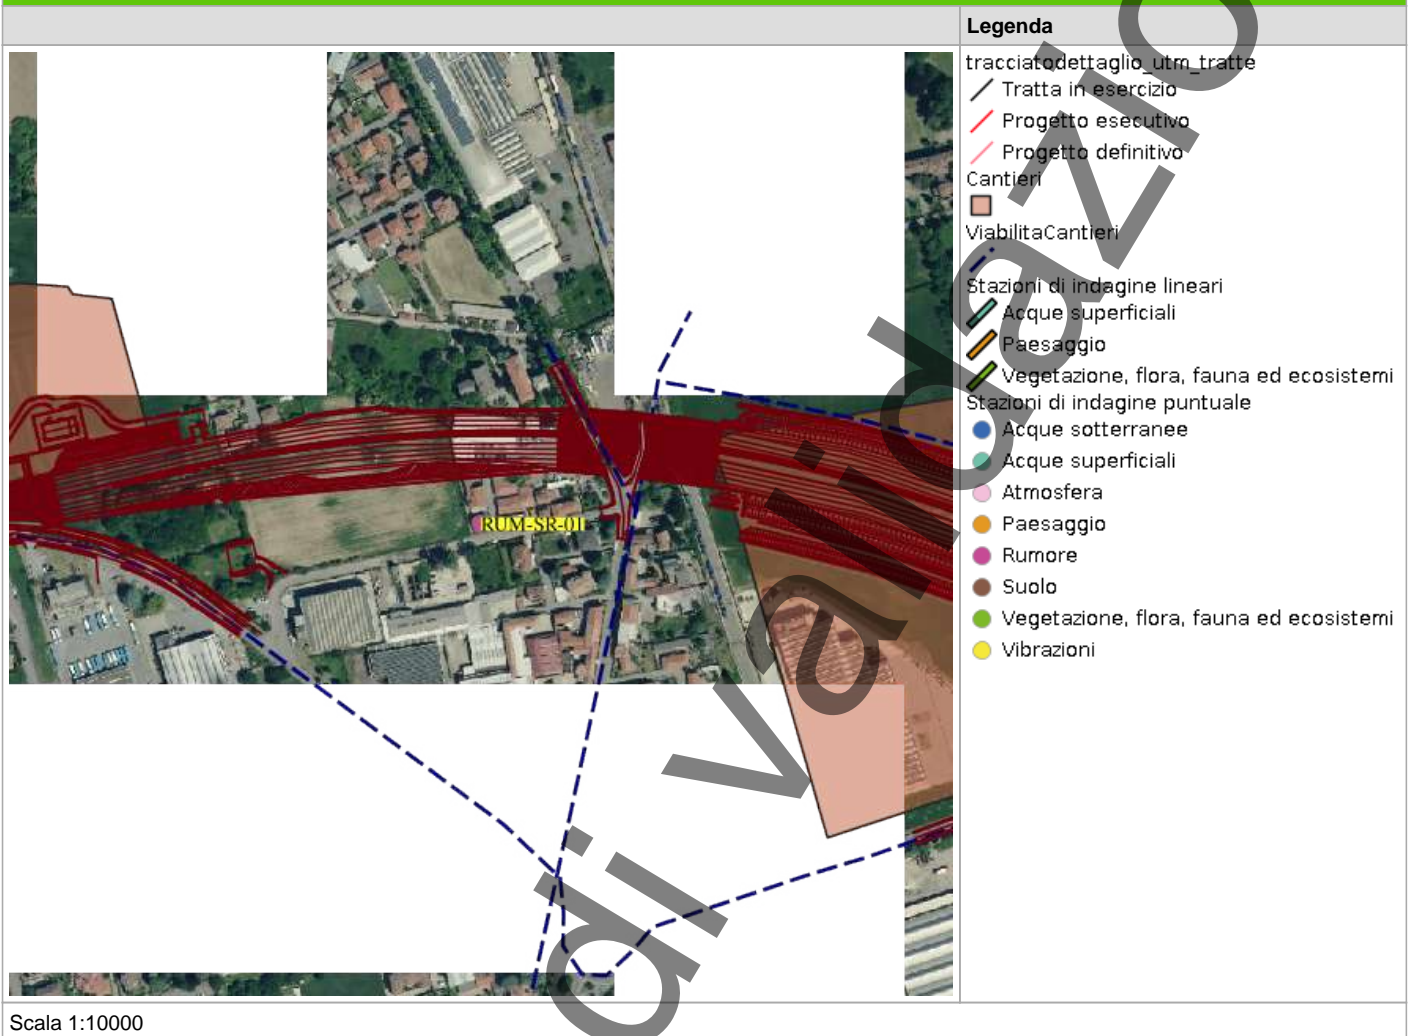 Legenda
tracciatodettaglio_utm_tratte
Tratta in esercizio
Progetto esecutivo
Progetto definitivo
Cantieri
ViabilitaCantieri
Stazioni di indagine lineari
Acque superficiali
Paesaggio
Vegetazione, flora, fauna ed ecosistemi
Stazioni di indagine puntuale
Acque sotterranee
Acque superficiali
Atmosfera
Paesaggio
Rumore
Suolo
Vegetazione, flora, fauna ed ecosistemi
Vibrazioni
RUM-SR-01
di Validazio
Scala 1:10000